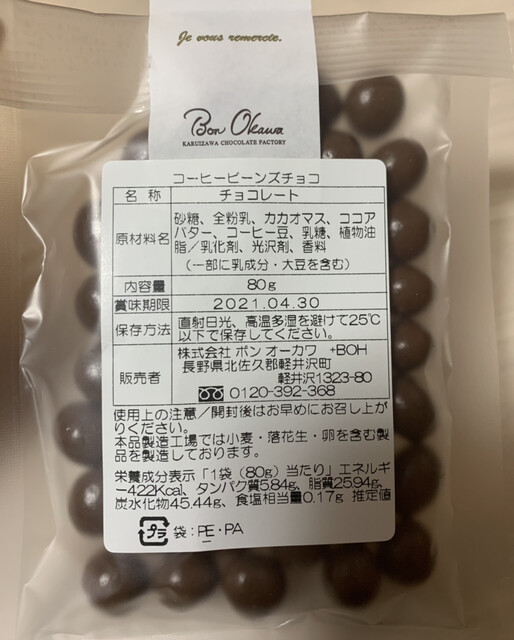 Je vous remercie.
Bon Okawa
KARUIZAWA CHOCOLATE FACTORY
コーヒービーンズチョコ
名 称 チョコレート
原材料名 砂糖、全粉乳、カカオマス、ココア
バター、コーヒー豆、乳糖、植物油
脂／乳化剤、光沢剤、香料
(一部に乳成分・大豆を含む)
内容量 80g
賞味期限 2021.04.30
保存方法 直射日光、高温多湿を避けて25℃
以下で保存してください。
販売者 株式会社 ボン オーカワ +BOH
長野県北佐久郡軽井沢町
軽井沢1323-80
0120-392-368
使用上の注意／開封後はお早めにお召し上が
りください。
本品製造工場では小麦・落花生・卵を含む製
品を製造しております。
栄養成分表示「1袋（80g）当たり」エネルギ
ー422Kcal、タンパク質5.84g、脂質25.94g、
炭水化物45.44g、食塩相当量0.17g 推定値
プラ 袋：PE・PA